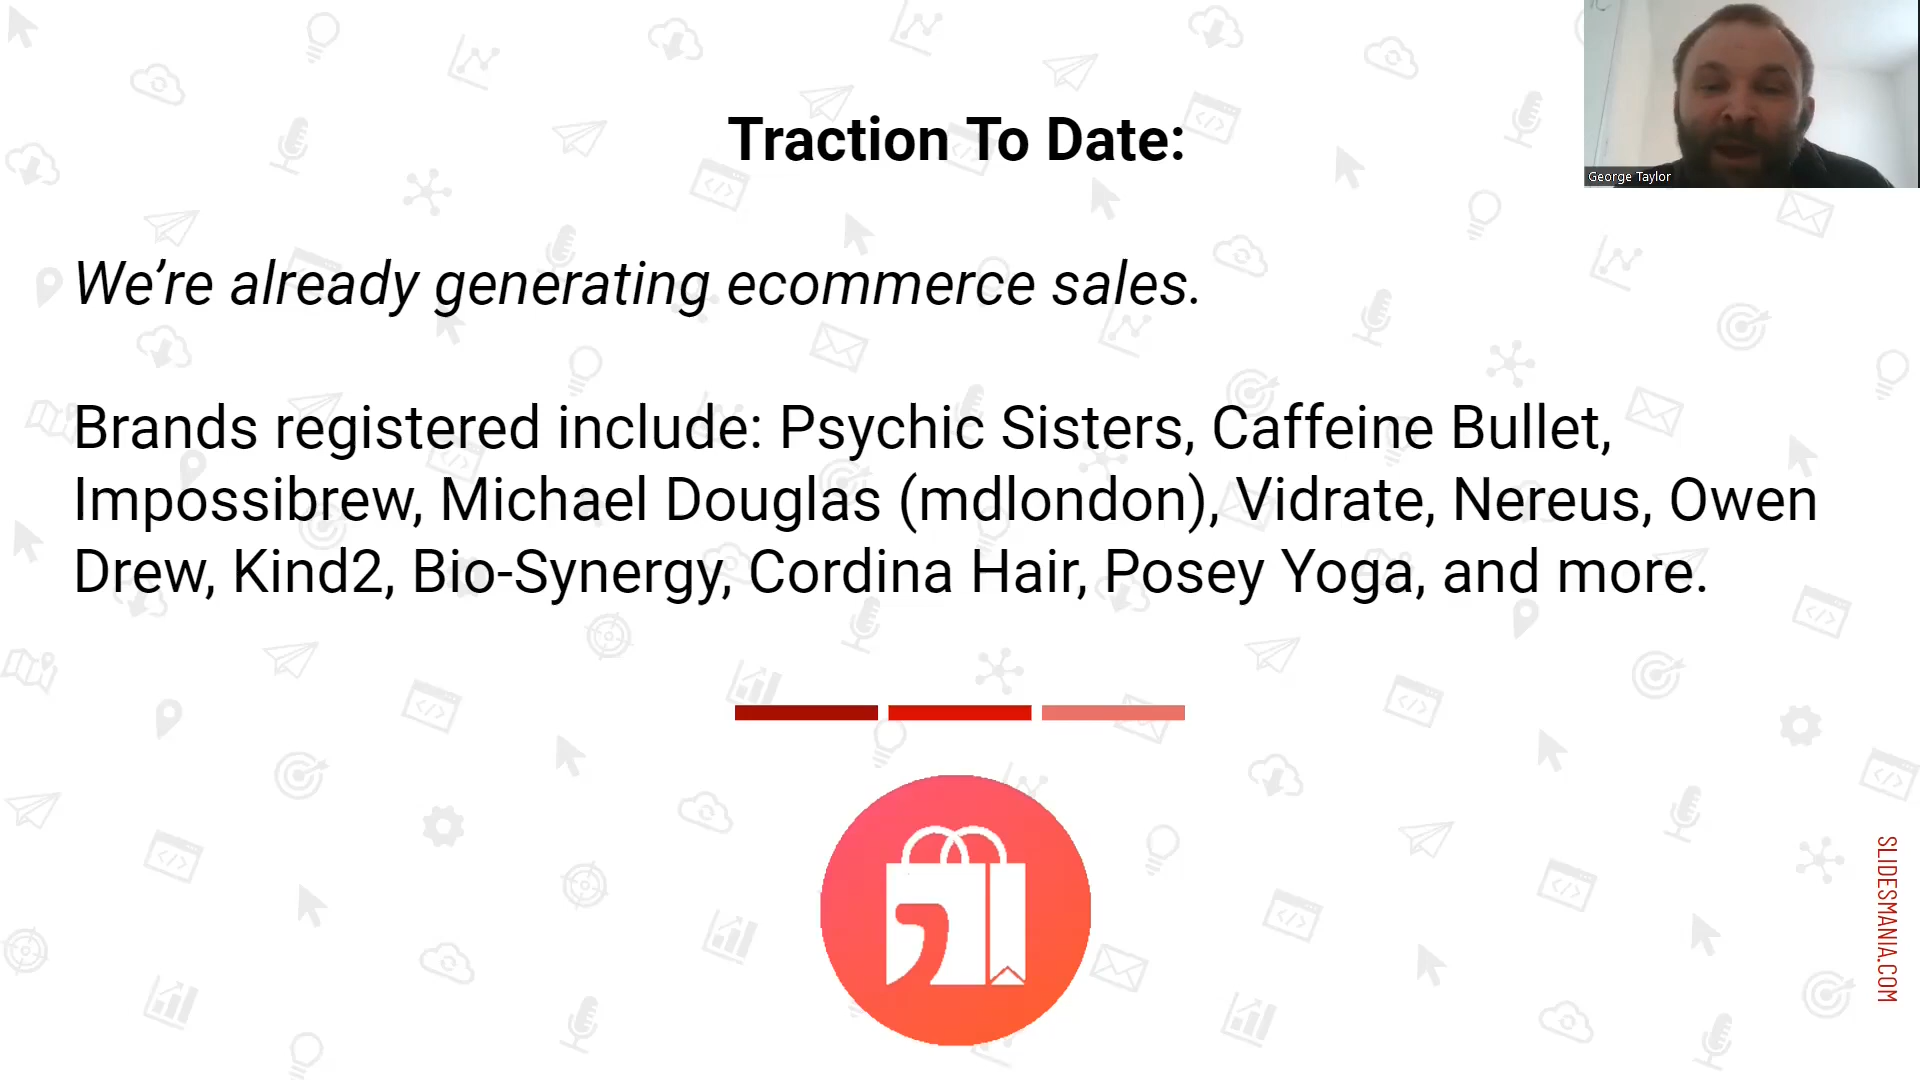 Traction To Date:
George Taylor
We’re already generating ecommerce sales.
Brands registered include: Psychic Sisters, Caffeine Bullet,
Impossibrew, Michael Douglas (mdlondon), Vidrate, Nereus, Owen
Drew, Kind2, Bio-Synergy, Cordina Hair, Posey Yoga, and more.
SLIDESMANIA.COM